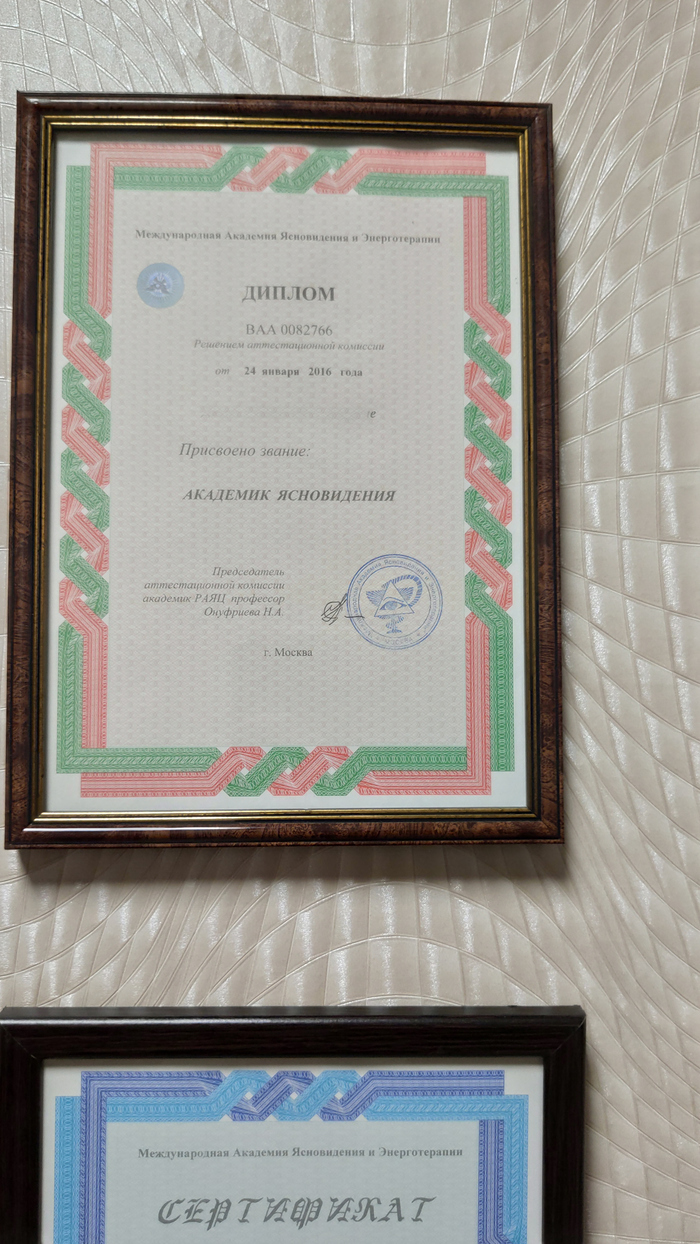 Международная Академия Ясновидения и Энерготерапии
ДИПЛОМ
ВАА 0082766
Решением аттестационной комиссии
от 24 января 2016 года
е
Присвоено звание:
АКАДЕМИК ЯСНОВИДЕНИЯ
Председатель
аттестационной комиссии
академик РАЯЦ профессор
Онуфриева Н.А.
г. Москва
Международная Академия Ясновидения и Энерготерапии
СЕРТИФИКАТ